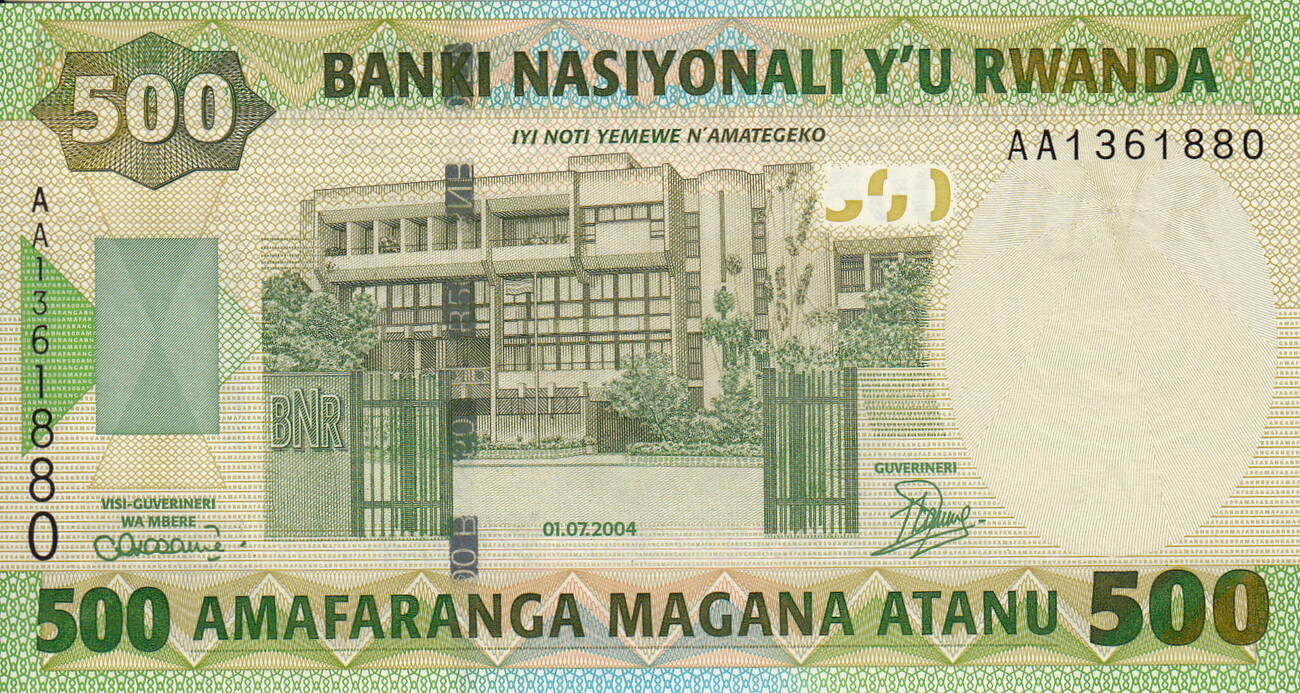 BANKI NASIYONALI Y'U RWANDA
500
IYI NOTI YEMEWE N'AMATEGEKO
AA1361880
500
AA1361880
BNR
GUVERINERI
VISI-GUVERINERI
WA MBERE
01.07.2004
500 AMAFARANGA MAGANA ATANU 500